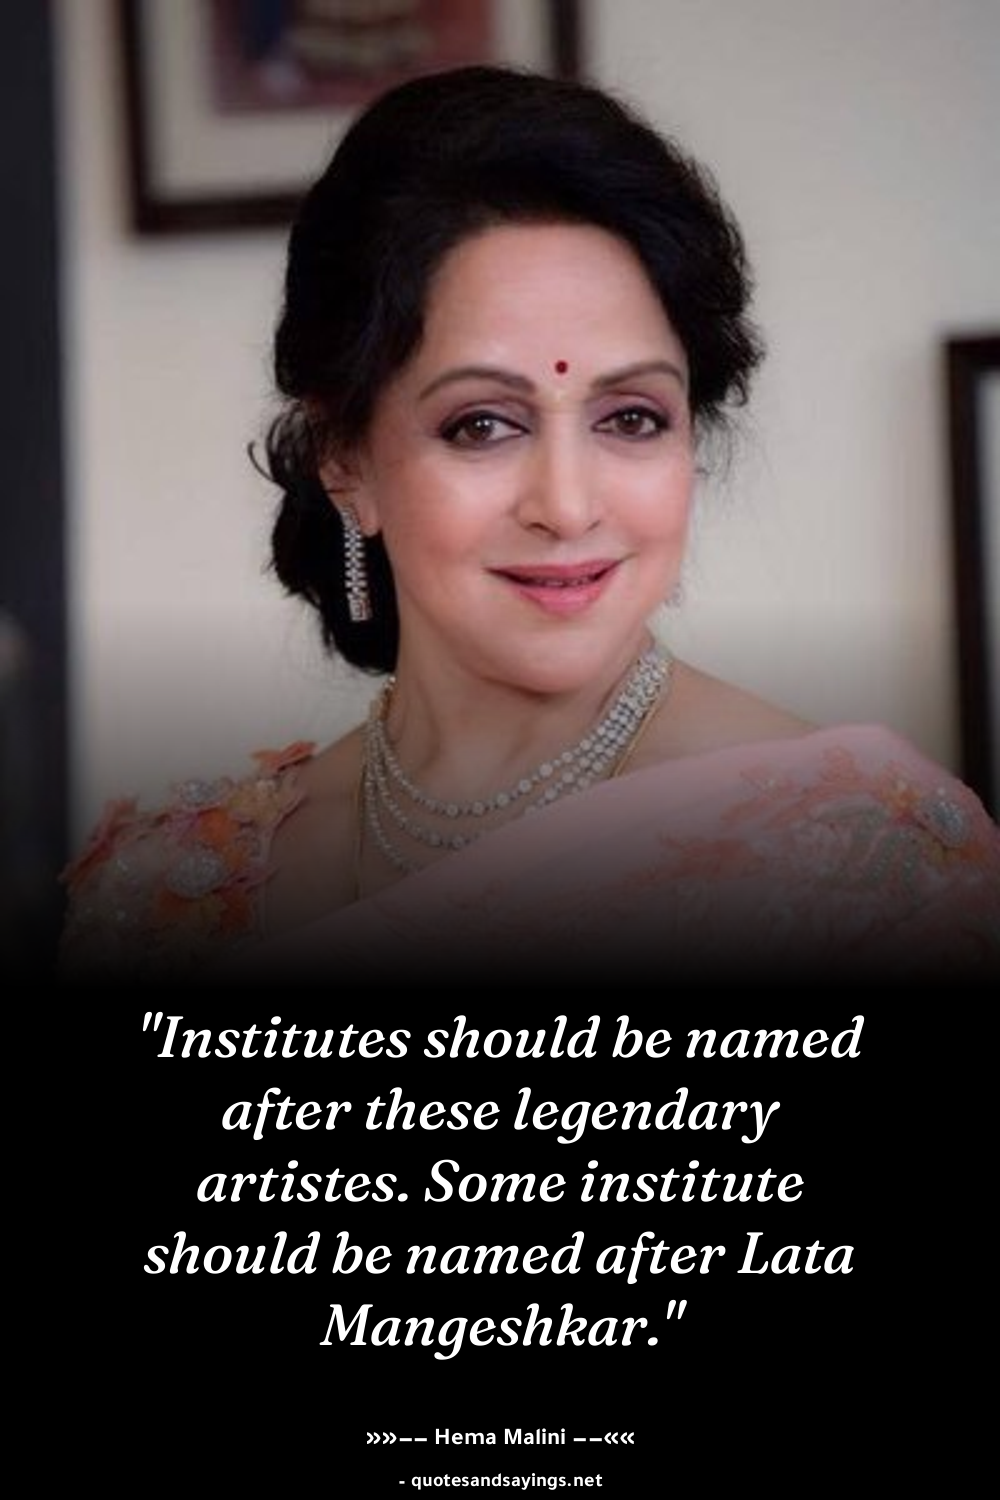 "Institutes should be named
after these legendary
artistes. Some institute
should be named after Lata
Mangeshkar."
»»−− Hema Malini −−««
- quotesandsayings.net